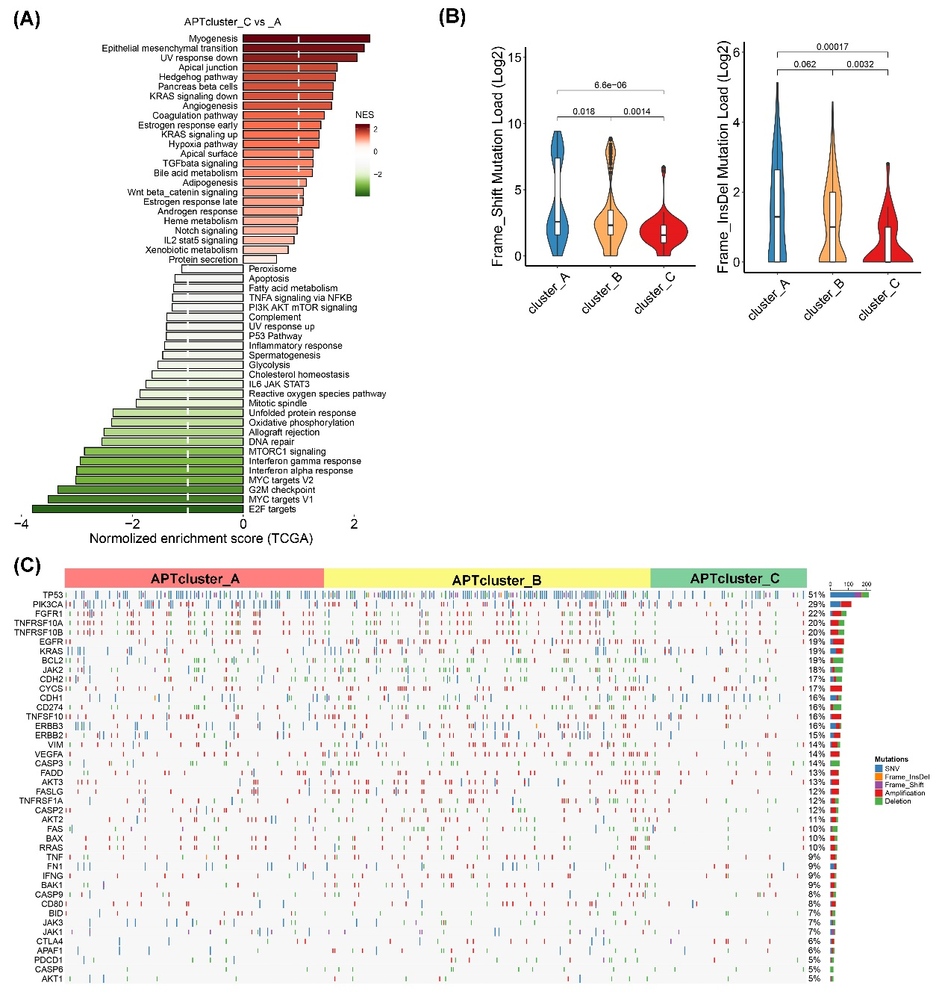 (A)
APTcluster_C vs _A
Myogenesis
Epithelial mesenchymal transition
UV response down
Apical junction
Hedgehog pathway
Pancreas beta cells
KRAS signaling down
Angiogenesis
Coagulation pathway
Estrogen response early
KRAS signaling up
Hypoxia pathway
Apical surface
TGFbata signaling
Bile acid metabolism
Adipogenesis
Wnt beta_catenin signaling
Estrogen response late
Androgen response
Heme metabolism
Notch signaling
IL2 stat5 signaling
Xenobiotic metabolism
Protein secretion
Peroxisome
Apoptosis
Fatty acid metabolism
TNFA signaling via NFKB
PI3K AKT mTOR signaling
Complement
UV response up
P53 Pathway
Inflammatory response
Spermatogenesis
Glycolysis
Cholesterol homeostasis
IL6 JAK STAT3
Reactive oxygen species pathway
Mitotic spindle
Unfolded protein response
Oxidative phosphorylation
Allograft rejection
DNA repair
MTORC1 signaling
Interferon gamma response
Interferon alpha response
MYC targets V2
G2M checkpoint
MYC targets V1
E2F targets
−4 −2 0 2
Normolized enrichment score (TCGA)
NES
2
0
−2
(B)
Frame_Shift Mutation Load (Log2)
15
10
5
0
6.6e−06
0.018 0.0014
cluster_A cluster_B cluster_C
Frame_InsDel Mutation Load (Log2)
6
4
2
0
0.00017
0.062 0.0032
cluster_A cluster_B cluster_C
(C)
APTcluster_A APTcluster_B APTcluster_C
0 100 200
TP53 51%
PIK3CA 29%
FGFR1 22%
TNFRSF10A 20%
TNFRSF10B 20%
EGFR 19%
KRAS 19%
BCL2 19%
JAK2 18%
CDH2 17%
CYCS 17%
CDH1 16%
CD274 16%
TNFSF10 16%
ERBB3 16%
ERBB2 15%
VIM 14%
VEGFA 14%
CASP3 14%
FADD 13%
AKT3 13%
FASLG 12%
TNFRSF1A 12%
CASP2 12%
AKT2 11%
FAS 10%
BAX 10%
RRAS 10%
TNF 9%
FN1 9%
IFNG 9%
BAK1 9%
CASP9 8%
CD80 8%
BID 7%
JAK3 7%
JAK1 7%
CTLA4 6%
APAF1 6%
PDCD1 5%
CASP6 5%
AKT1 5%
Mutations
SNV
Frame_InsDel
Frame_Shift
Amplification
Deletion